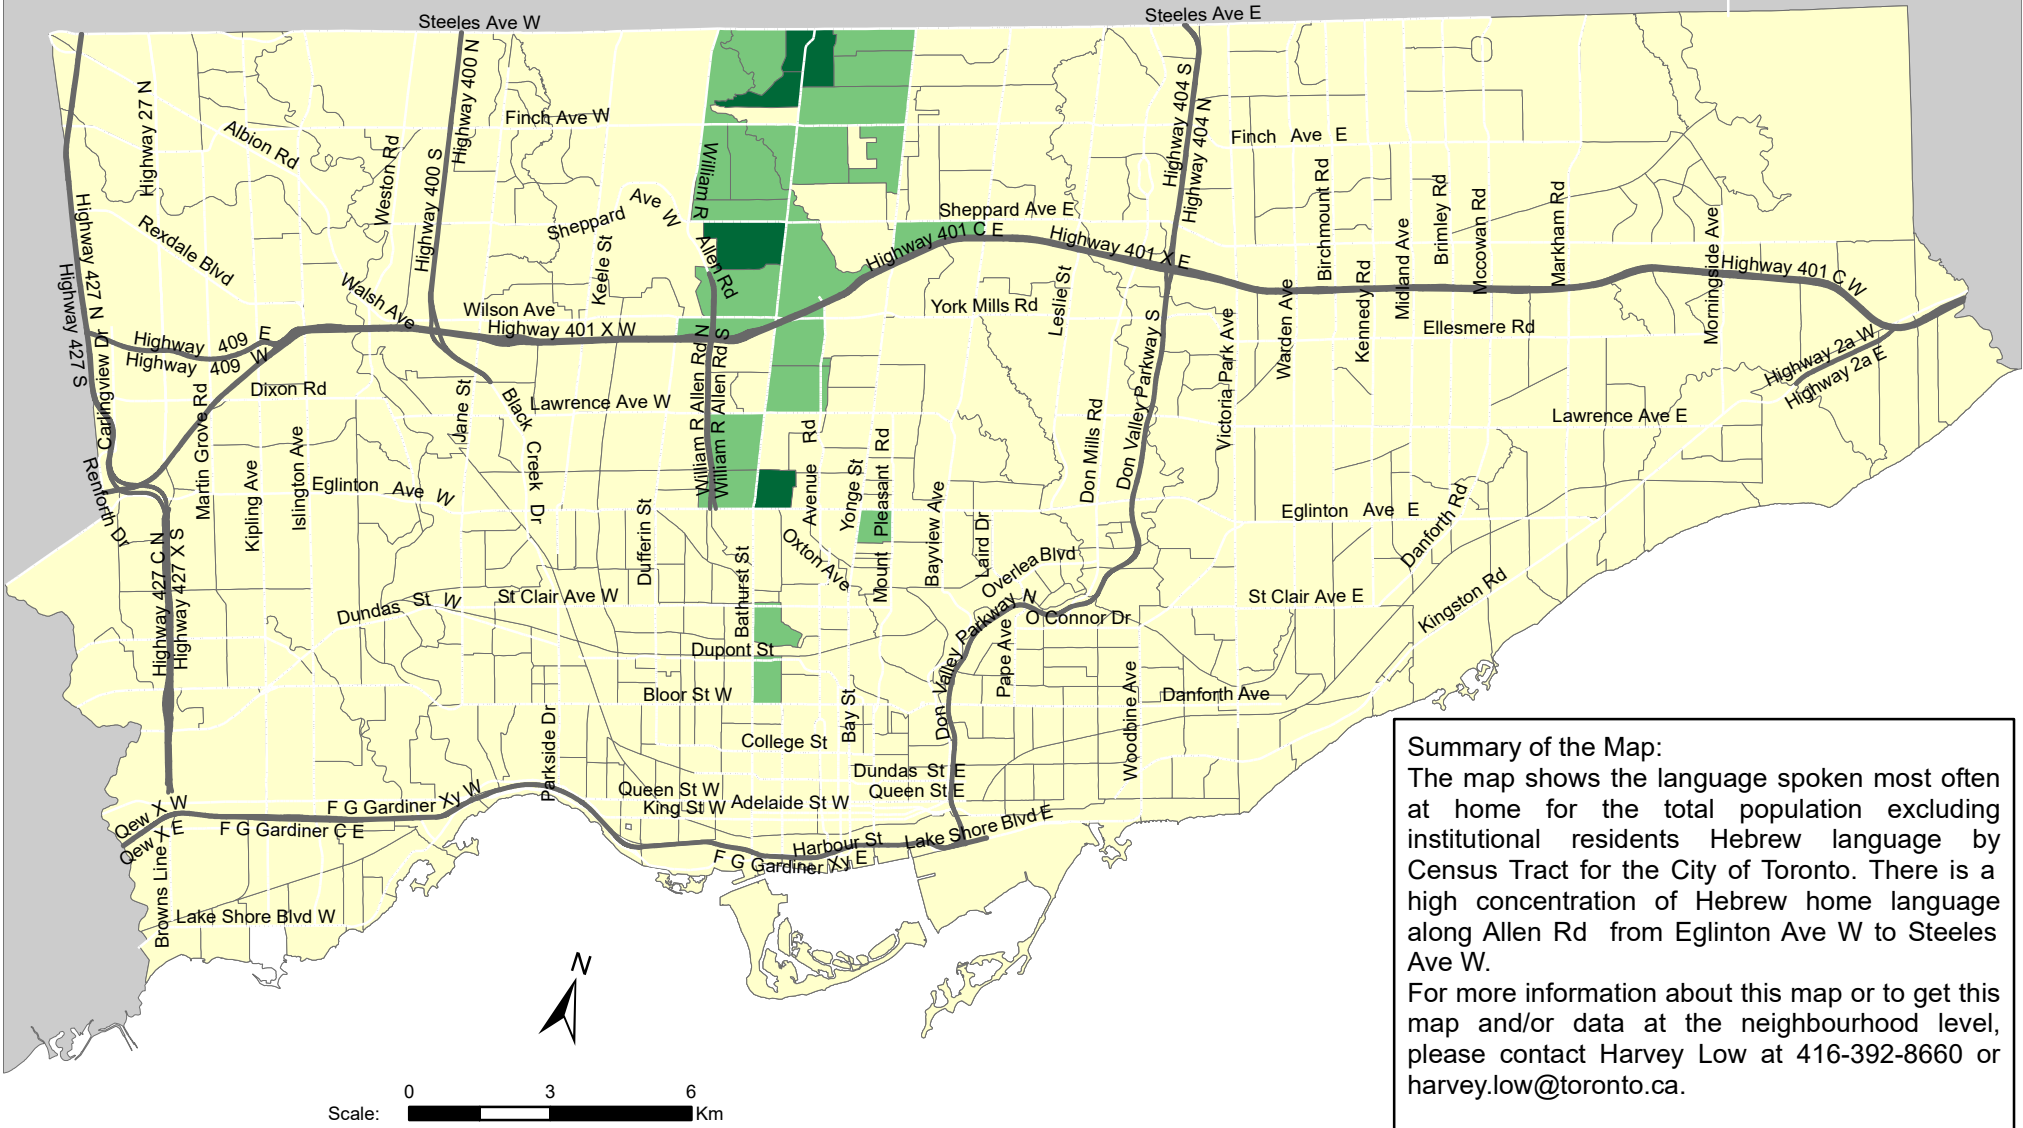 Steeles Ave W
Steeles Ave E
Highway 27 N
Albion Rd
Weston Rd
Highway 400 N
Highway 400 S
Finch Ave W
William R
Allen Rd
Highway 404 S
Highway 404 N
Finch Ave E
Birchmount Rd
Brimley Rd
Mccowan Rd
Markham Rd
Morningside Ave
Midland Ave
Kennedy Rd
Warden Ave
Victoria Park Ave
Rexdale Blvd
Highway 427 N
Highway 427 S
Sheppard Ave W
Keele St
Sheppard Ave E
Highway 401 C E
Highway 401 X E
Highway 401 C W
Walsh Ave
Wilson Ave
Highway 401 X W
York Mills Rd
Leslie St
Ellesmere Rd
Highway 409 E
Highway 409 W
Carlingview Dr
Dixon Rd
Highway 2a W
Highway 2a E
Martin Grove Rd
Kipling Ave
Islington Ave
Jane St
Black Creek Dr
Lawrence Ave W
William R Allen Rd N
William R Allen Rd S
Lawrence Ave E
Don Mills Rd
Don Valley Parkway S
Renforth Dr
Eglinton Ave W
Avenue Rd
Yonge St
Mount Pleasant Rd
Bayview Ave
Laird Dr
Eglinton Ave E
Danforth Rd
Dufferin St
Bathurst St
Oxton Ave
Overlea Blvd
Highway 427 C N
Highway 427 X S
Dundas St W
St Clair Ave W
St Clair Ave E
Kingston Rd
O Connor Dr
Don Valley Parkway N
Pape Ave
Woodbine Ave
Dupont St
Bloor St W
Danforth Ave
Bay St
College St
Parkside Dr
Dundas St E
Queen St E
Queen St W
King St W
Adelaide St W
Qew X W
Qew X E
F G Gardiner Xy W
F G Gardiner C E
Harbour St
Lake Shore Blvd E
F G Gardiner Xy E
Browns Line
Lake Shore Blvd W
N
Scale:
0 3 6
Km
Summary of the Map:
The map shows the language spoken most often
at home for the total population excluding
institutional residents Hebrew language by
Census Tract for the City of Toronto. There is a
high concentration of Hebrew home language
along Allen Rd from Eglinton Ave W to Steeles
Ave W.
For more information about this map or to get this
map and/or data at the neighbourhood level,
please contact Harvey Low at 416-392-8660 or
harvey.low@toronto.ca.